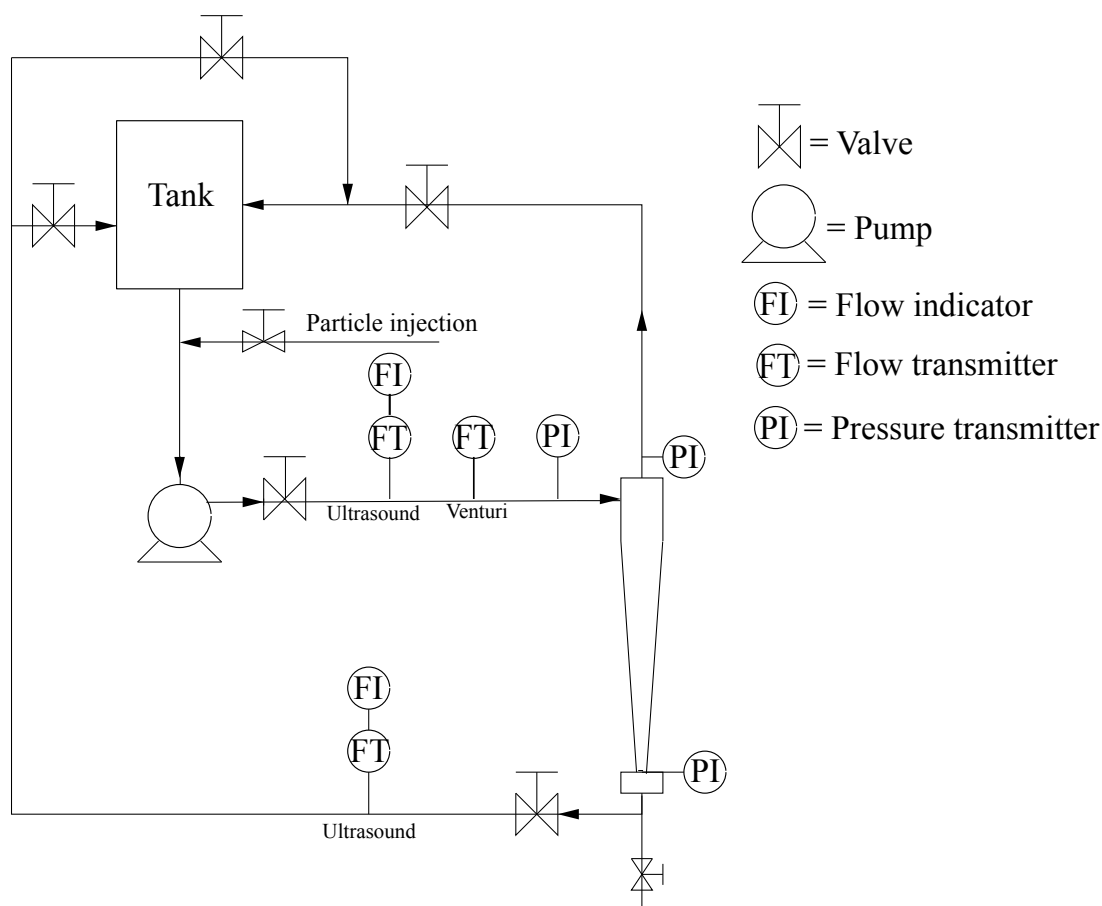 Tank
Particle injection
FI
FT
FT
PI
Ultrasound
Venturi
PI
FI
FT
Ultrasound
PI
= Valve
= Pump
FI = Flow indicator
FT = Flow transmitter
PI = Pressure transmitter